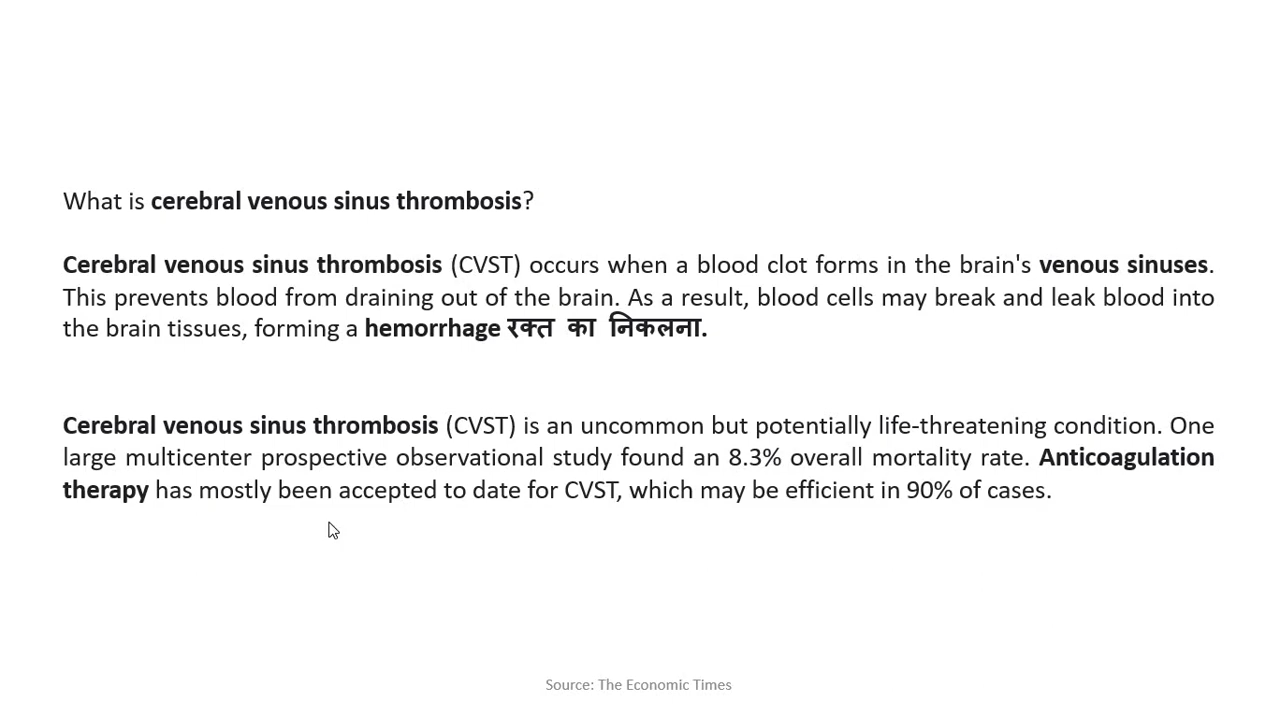 What is cerebral venous sinus thrombosis?
Cerebral venous sinus thrombosis (CVST) occurs when a blood clot forms in the brain's venous sinuses.
This prevents blood from draining out of the brain. As a result, blood cells may break and leak blood into
the brain tissues, forming a hemorrhage रक्त का निकलना.
Cerebral venous sinus thrombosis (CVST) is an uncommon but potentially life-threatening condition. One
large multicenter prospective observational study found an 8.3% overall mortality rate. Anticoagulation
therapy has mostly been accepted to date for CVST, which may be efficient in 90% of cases.
Source: The Economic Times